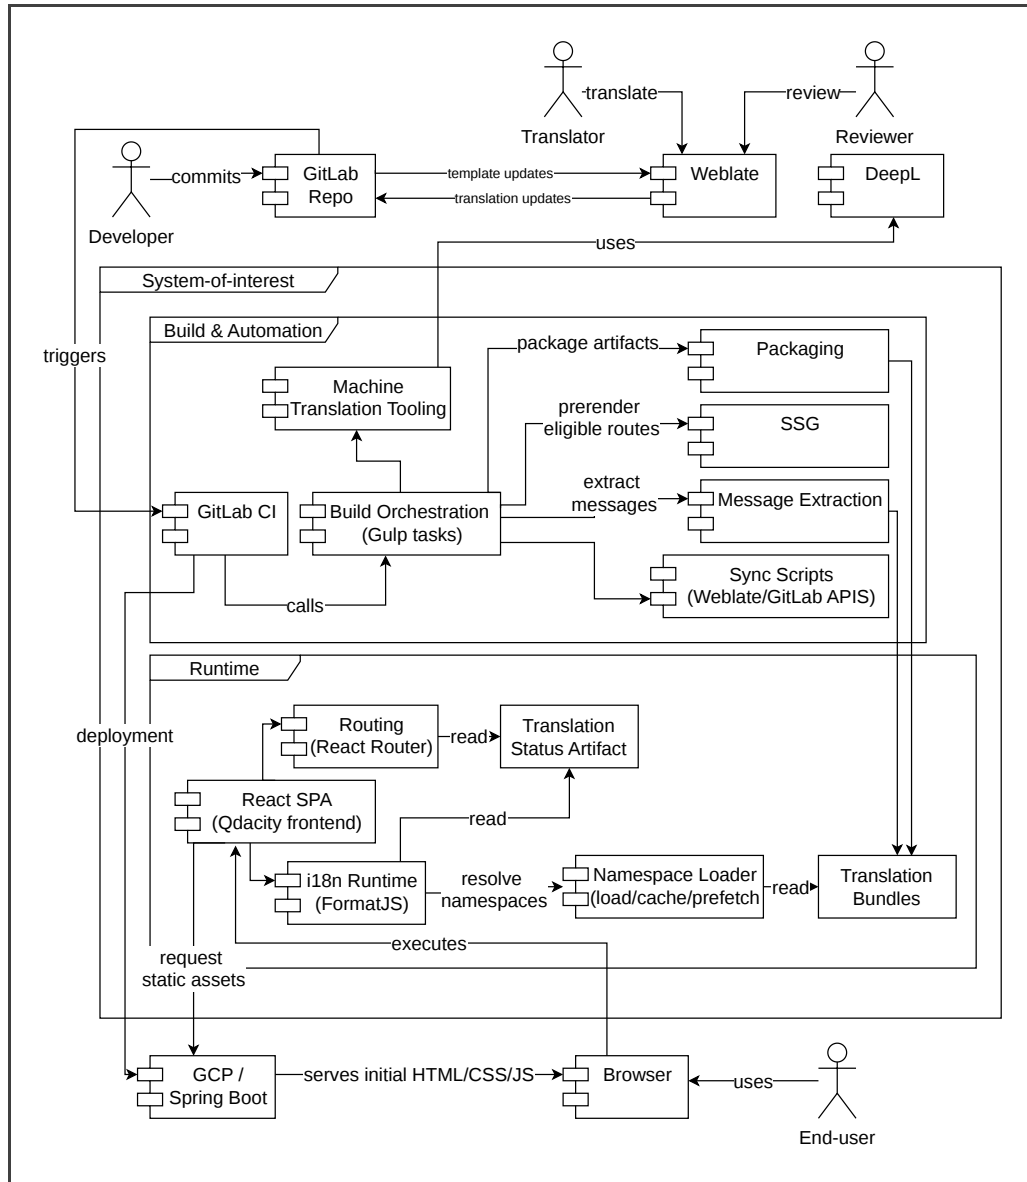 translate
review
Translator
Reviewer
commits
GitLab
Repo
template updates
translation updates
Weblate
DeepL
Developer
uses
System-of-interest
Build & Automation
triggers
package artifacts
Packaging
Machine
Translation Tooling
prerender
eligible routes
SSG
extract
messages
Message Extraction
GitLab CI
Build Orchestration
(Gulp tasks)
Sync Scripts
(Weblate/GitLab APIS)
calls
Runtime
deployment
Routing
(React Router)
read
Translation
Status Artifact
React SPA
(Qdacity frontend)
read
i18n Runtime
(FormatJS)
resolve
namespaces
Namespace Loader
(load/cache/prefetch
read
Translation
Bundles
executes
request
static assets
GCP /
Spring Boot
serves initial HTML/CSS/JS
Browser
uses
End-user